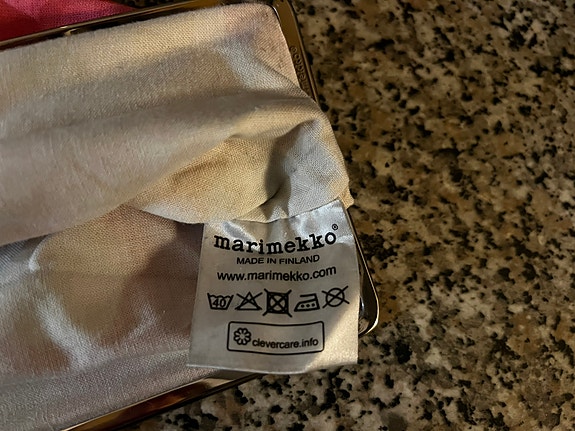 marimekko®
MADE IN FINLAND
www.marimekko.com
40
clevercare.info